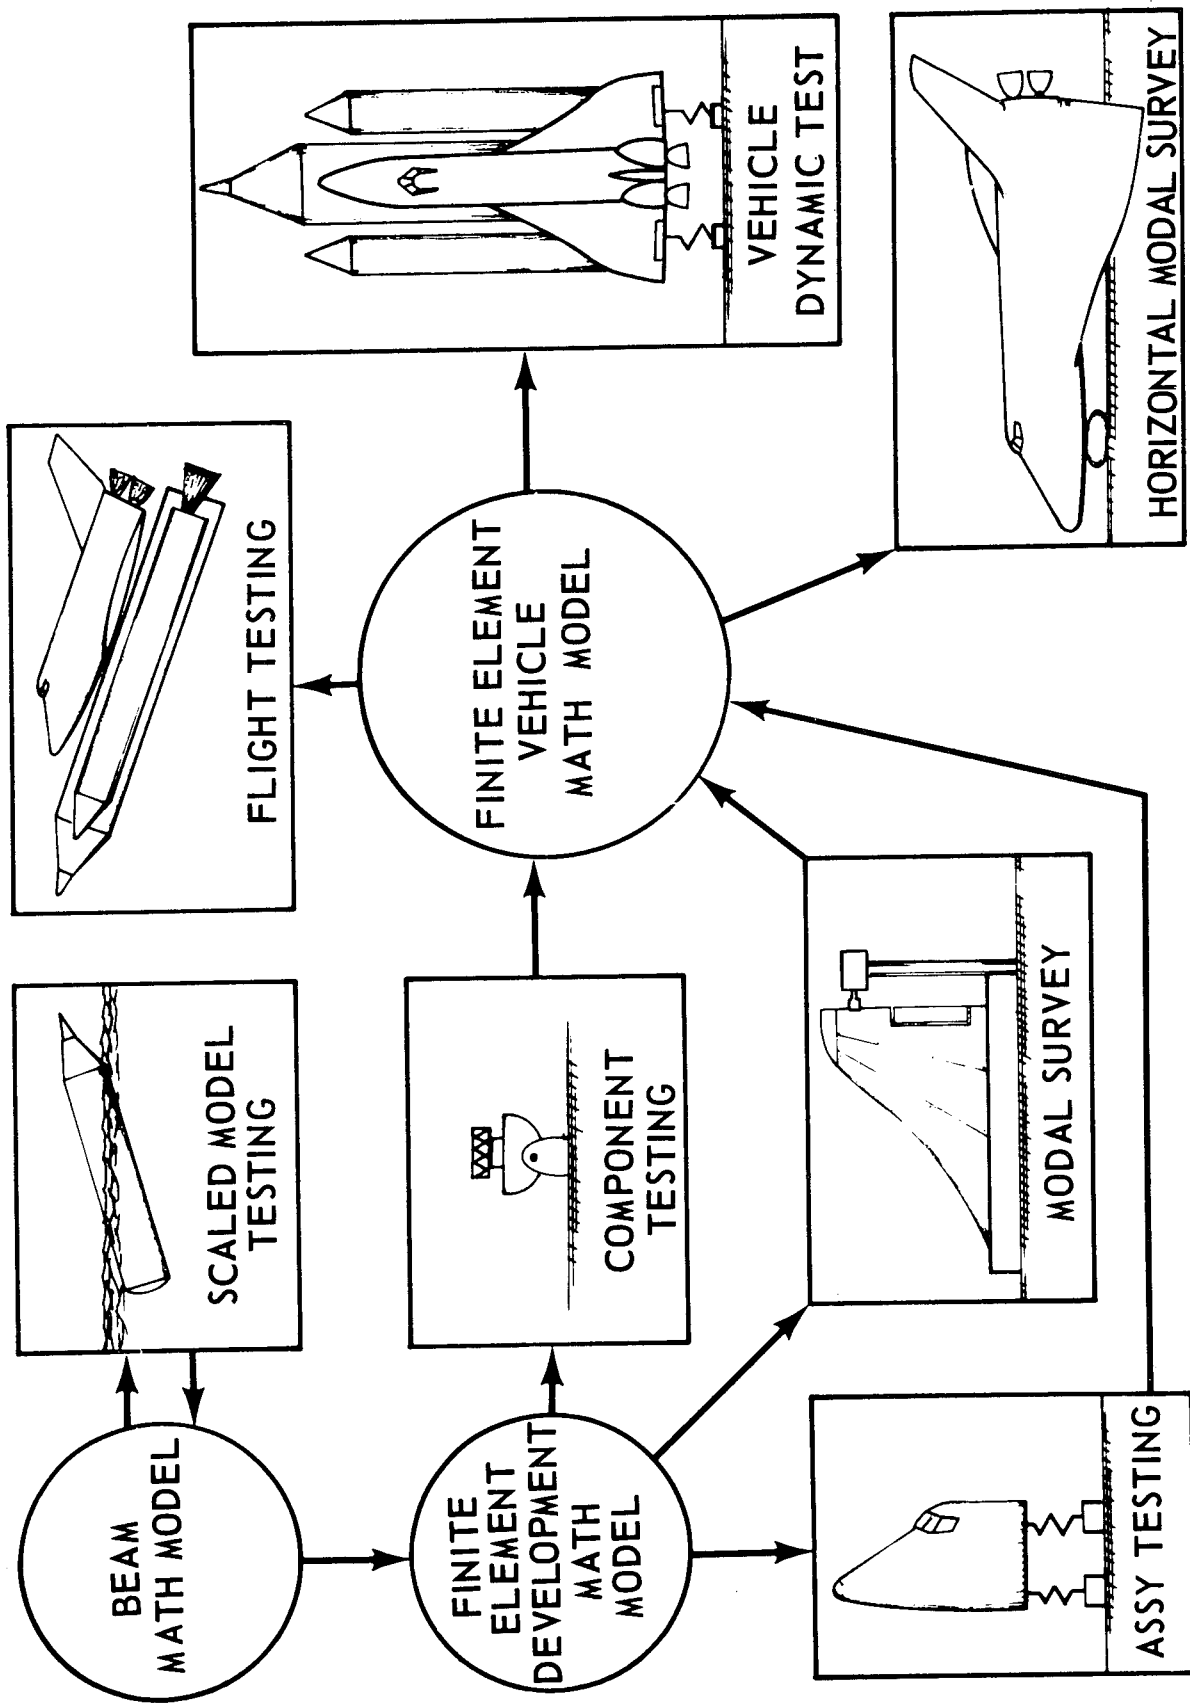 BEAM
MATH MODEL
SCALED MODEL
TESTING
FLIGHT TESTING
FINITE
ELEMENT
DEVELOPMENT
MATH
MODEL
COMPONENT
TESTING
FINITE ELEMENT
VEHICLE
MATH MODEL
VEHICLE
DYNAMIC TEST
ASSY TESTING
MODAL SURVEY
HORIZONTAL MODAL SURVEY